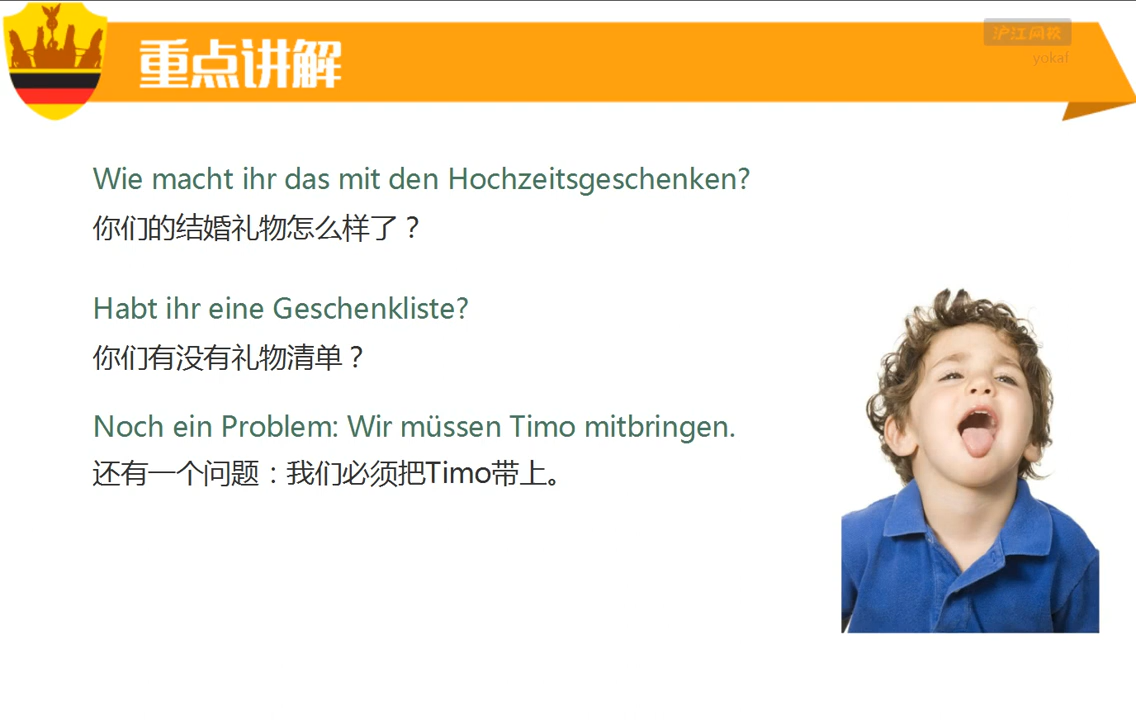 重点讲解
沪江网校
yokaf
Wie macht ihr das mit den Hochzeitsgeschenken?
你们的结婚礼物怎么样了？
Habt ihr eine Geschenkliste?
你们有没有礼物清单？
Noch ein Problem: Wir müssen Timo mitbringen.
还有一个问题：我们必须把Timo带上。